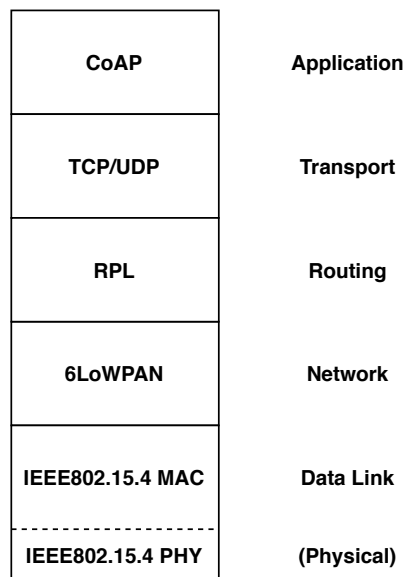 CoAP Application
TCP/UDP Transport
RPL Routing
6LoWPAN Network
IEEE802.15.4 MAC Data Link
IEEE802.15.4 PHY (Physical)